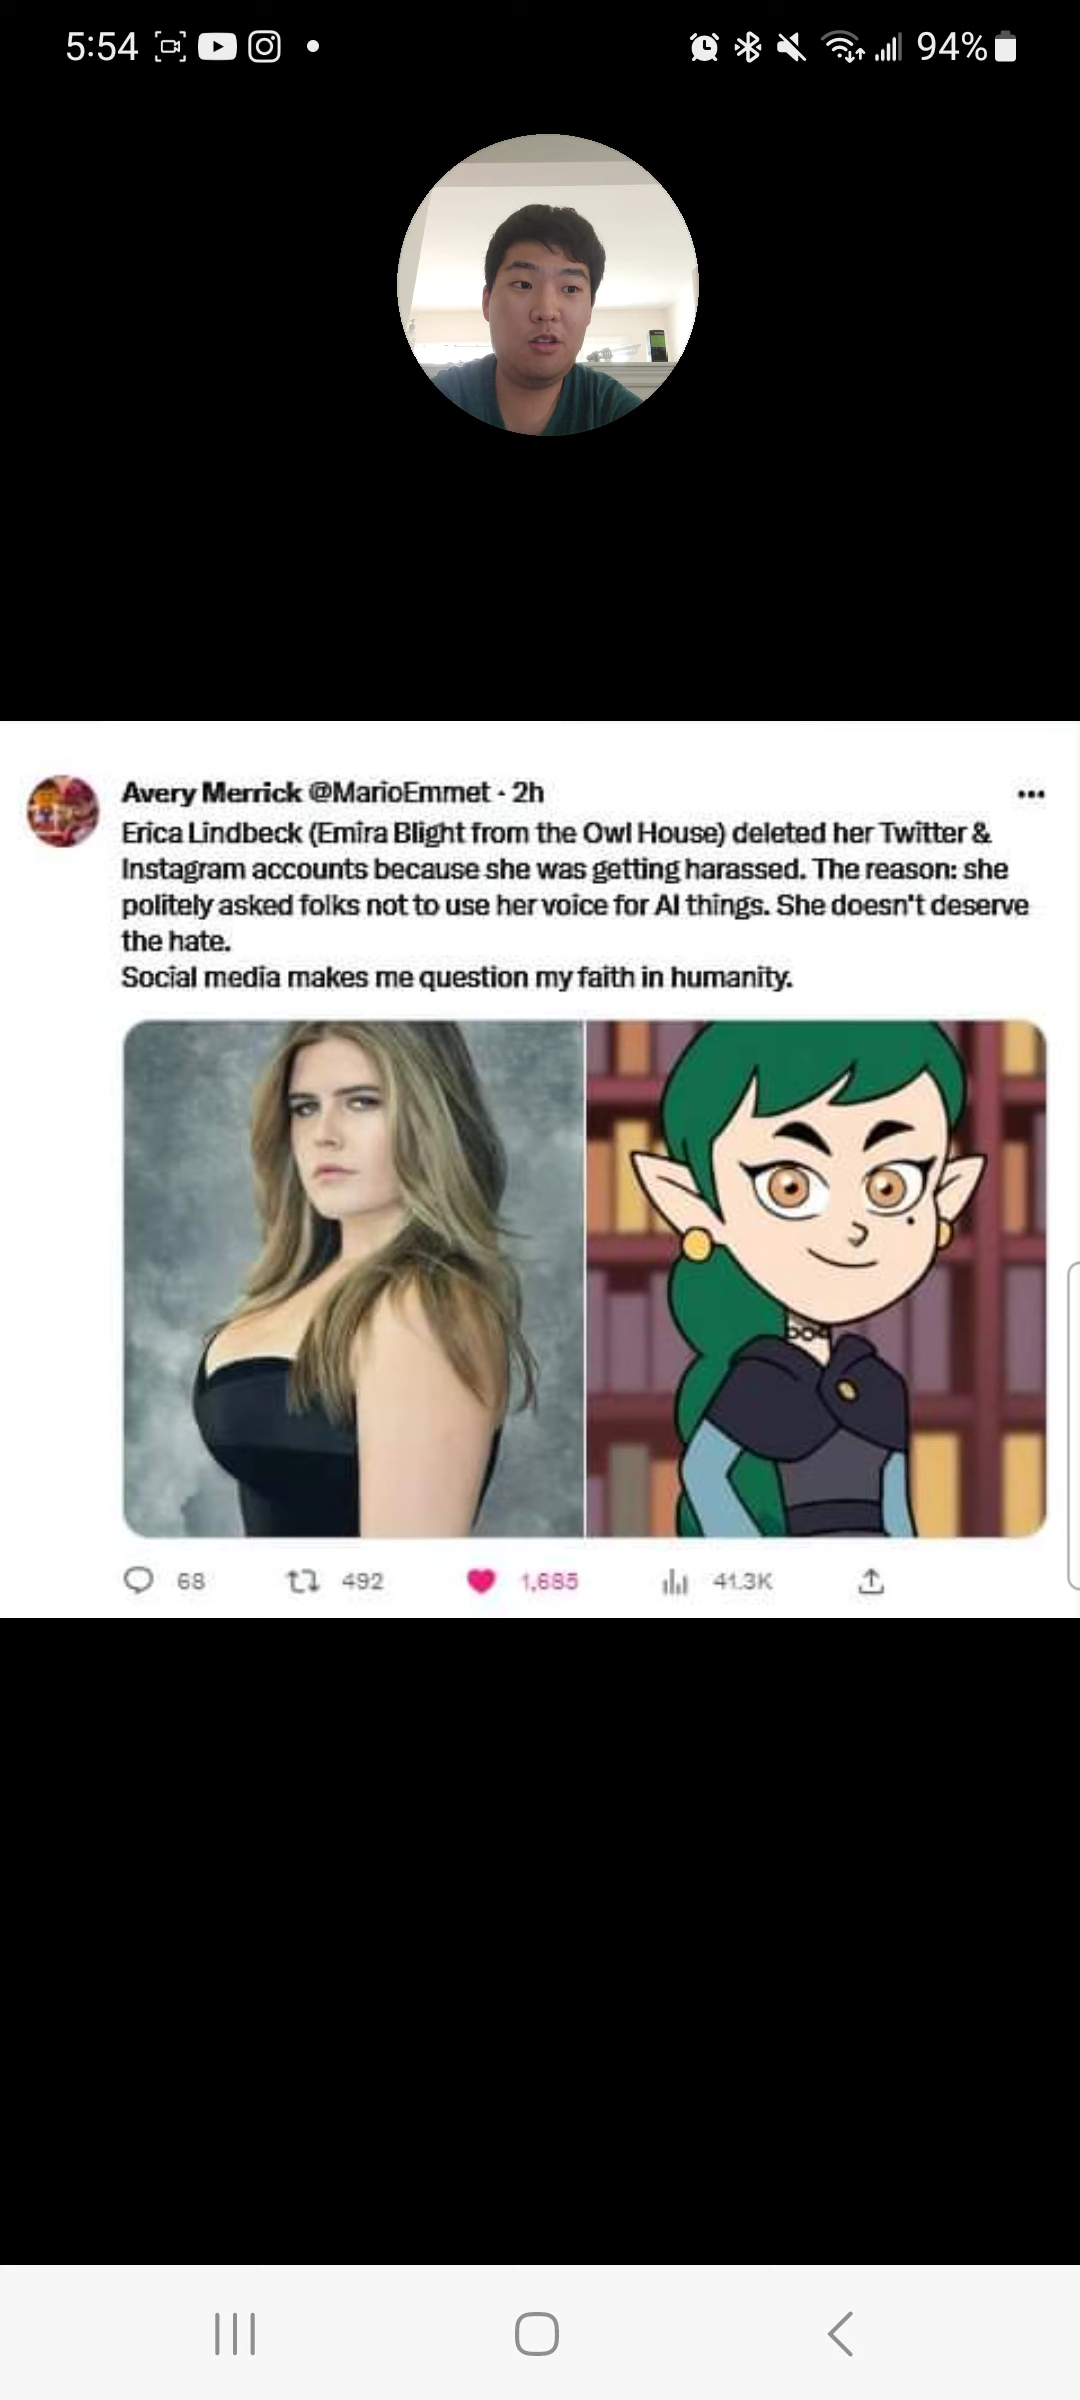 5:54
94%
Avery Merrick @MarioEmmet · 2h
Erica Lindbeck (Emira Blight from the Owl House) deleted her Twitter &
Instagram accounts because she was getting harassed. The reason: she
politely asked folks not to use her voice for AI things. She doesn't deserve
the hate.
Social media makes me question my faith in humanity.
68 492 1,685 41.3K